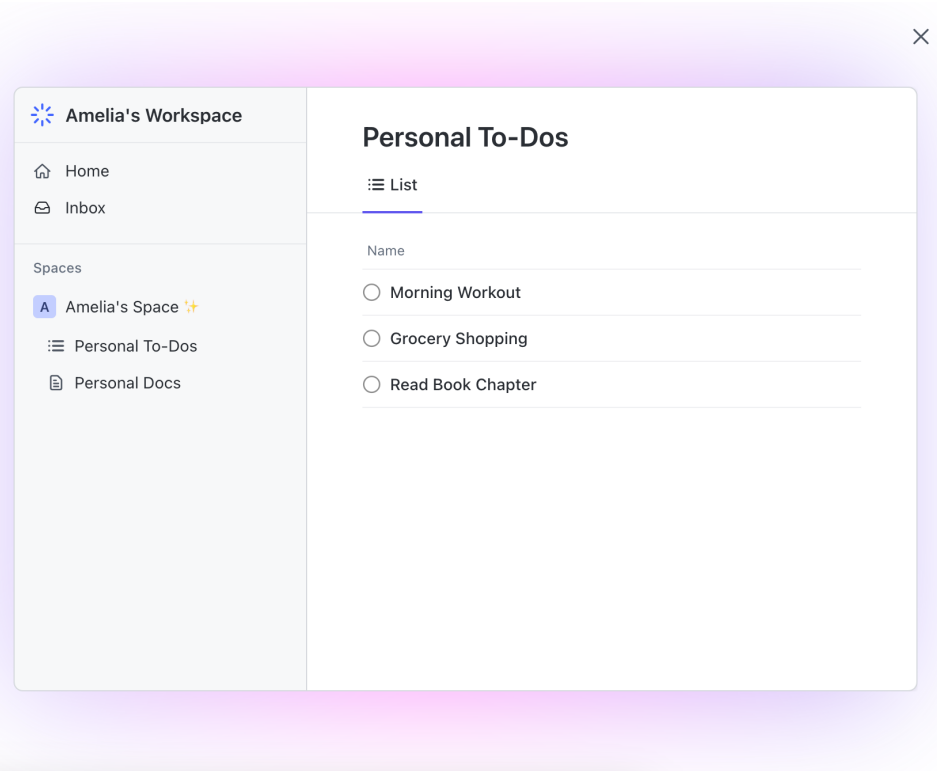 Amelia's Workspace
Home
Inbox
Spaces
A Amelia's Space ✨
Personal To-Dos
Personal Docs
Personal To-Dos
List
Name
Morning Workout
Grocery Shopping
Read Book Chapter